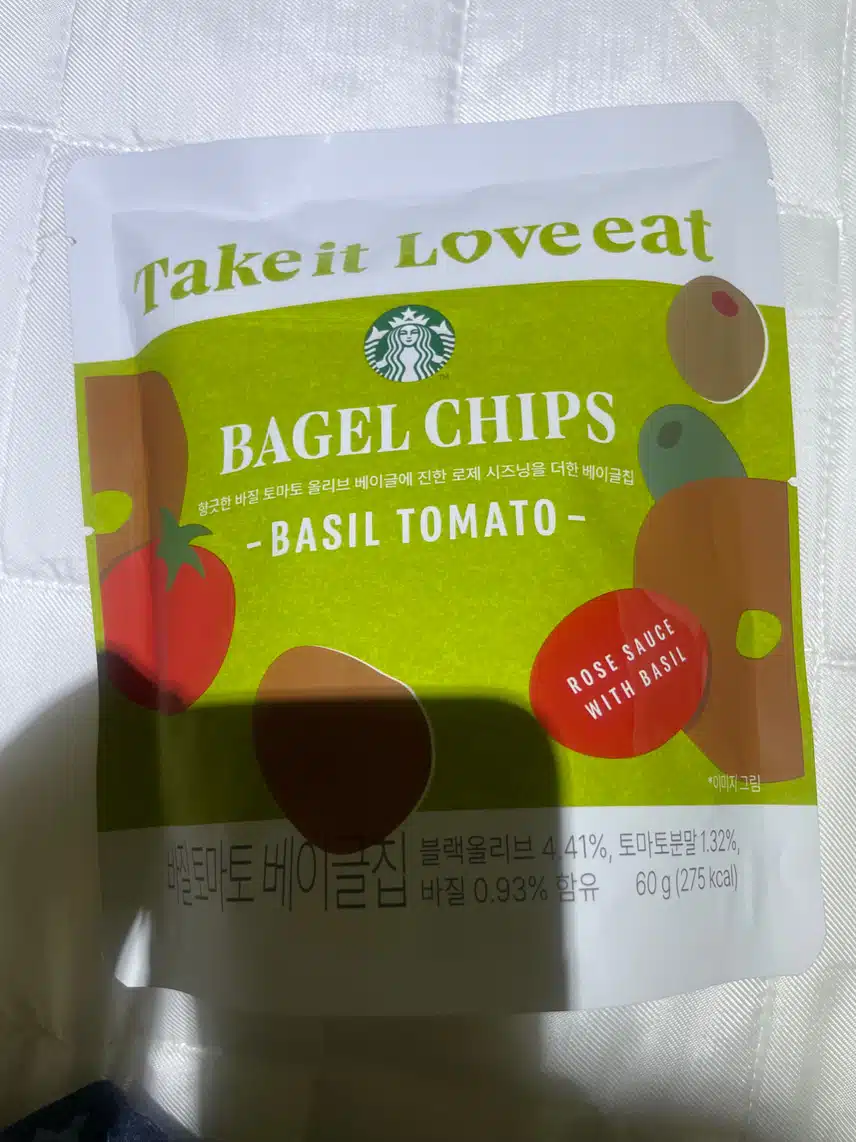 Take it Love eat
BAGEL CHIPS
향긋한 바질 토마토 올리브 베이글에 진한 로제 시즈닝을 더한 베이글칩
-BASIL TOMATO-
ROSE SAUCE
WITH BASIL
*이미지 그림
바질토마토 베이글칩
블랙올리브 4.41%, 토마토분말 1.32%,
바질 0.93% 함유 60 g (275 kcal)